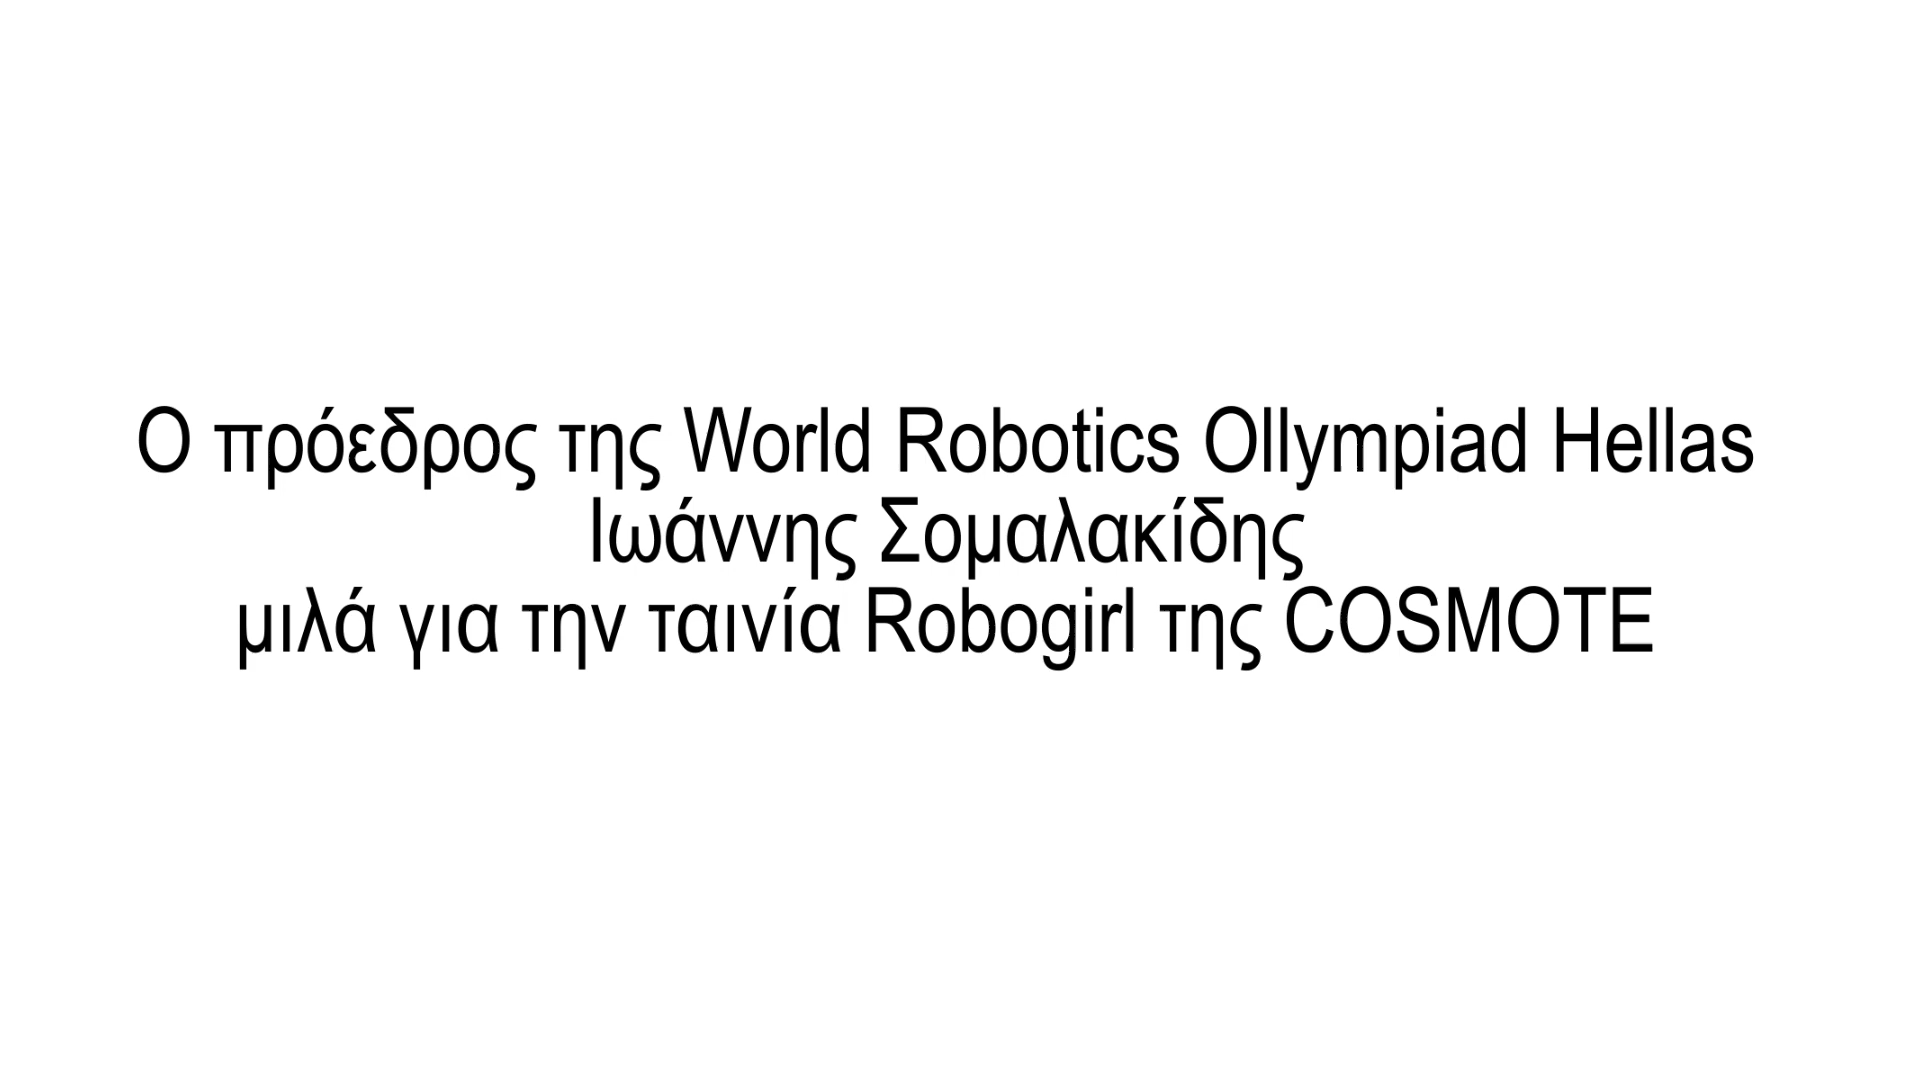 Ο πρόεδρος της World Robotics Ollympiad Hellas
Ιωάννης Σομαλακίδης
μιλά για την ταινία Robogirl της COSMOTE